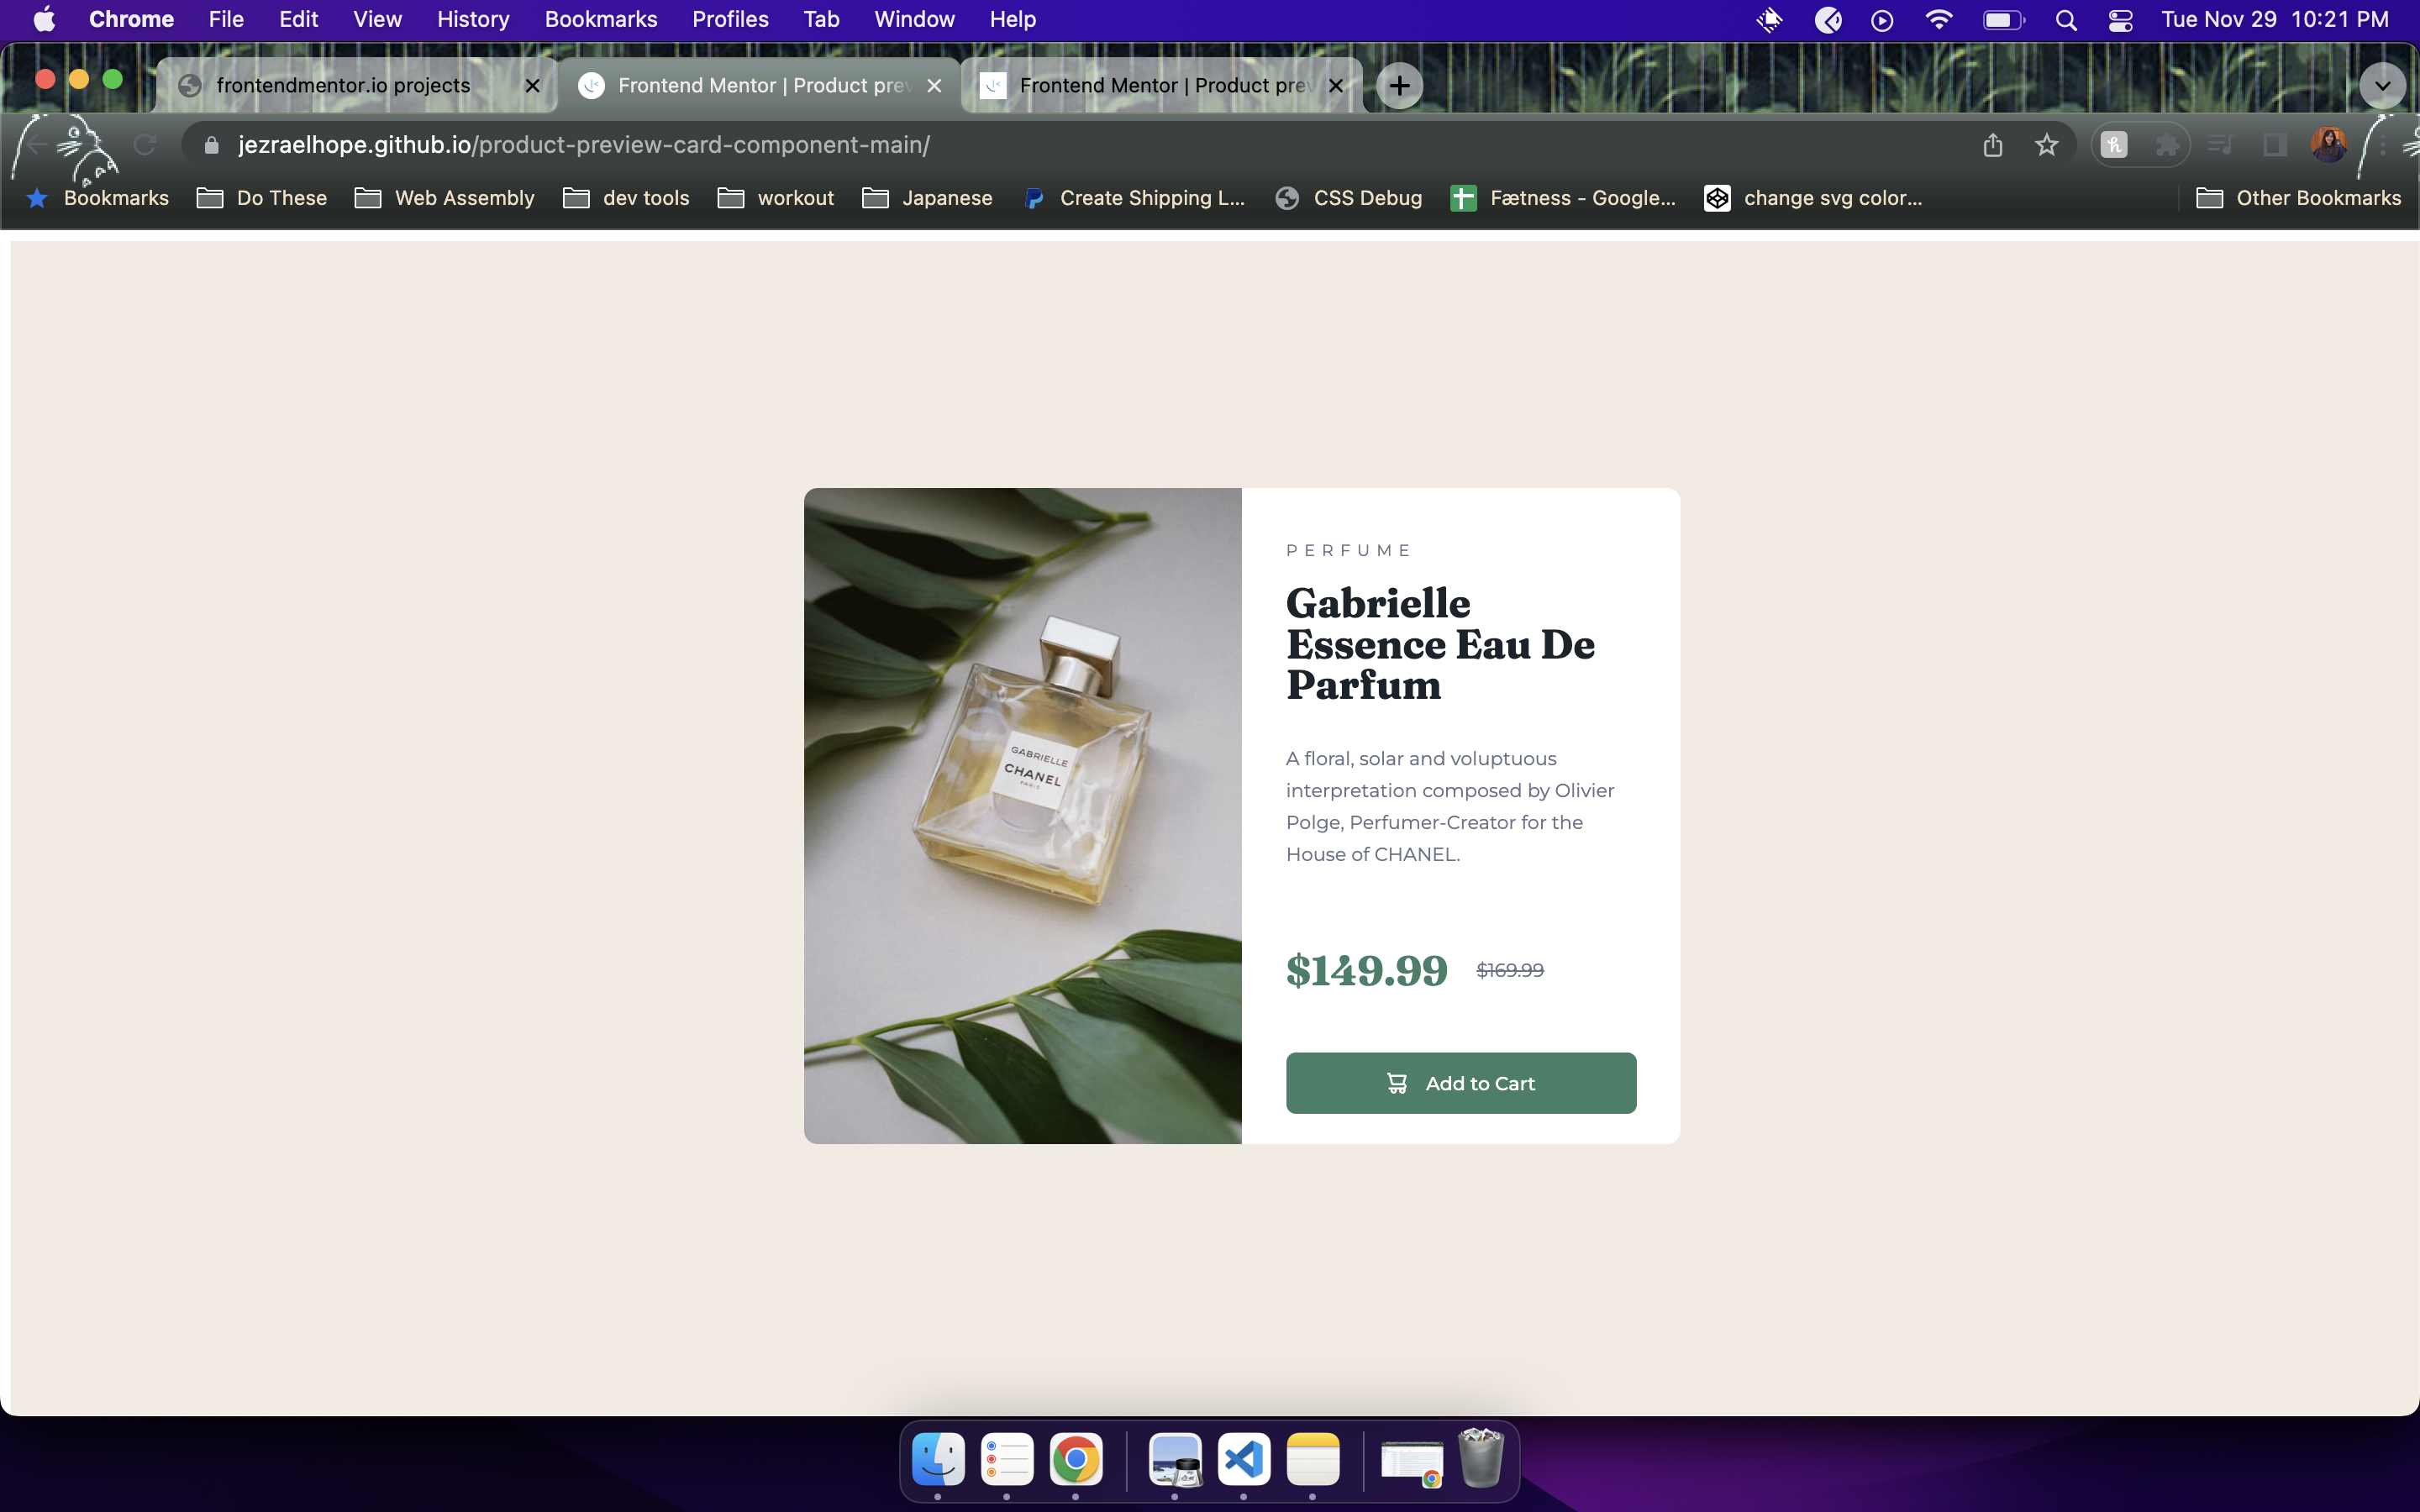 Chrome File Edit View History Bookmarks Profiles Tab Window Help Tue Nov 29 10:21 PM
frontendmentor.io projects Frontend Mentor | Product prev Frontend Mentor | Product prev
jezraelhope.github.io/product-preview-card-component-main/
Bookmarks Do These Web Assembly dev tools workout Japanese Create Shipping L... CSS Debug Fætness - Google... change svg color... Other Bookmarks
PERFUME
Gabrielle
Essence Eau De
Parfum
A floral, solar and voluptuous
interpretation composed by Olivier
Polge, Perfumer-Creator for the
House of CHANEL.
$149.99 $169.99
Add to Cart
GABRIELLE
CHANEL
PARIS